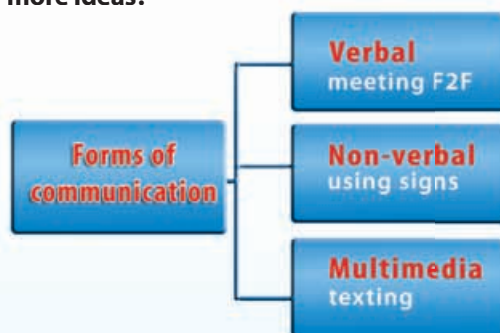 more ideas?
Forms of
communication
Verbal
meeting F2F
Non-verbal
using signs
Multimedia
texting